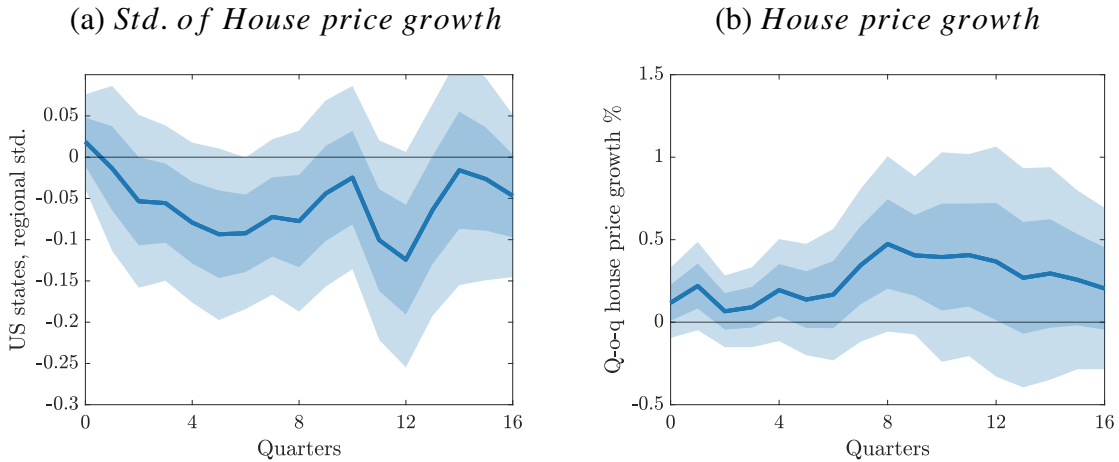 (a) Std. of House price growth
US states, regional std.
0.05
0
-0.05
-0.1
-0.15
-0.2
-0.25
-0.3
0 4 8 12 16
Quarters
(b) House price growth
Q-o-q house price growth %
1.5
1
0.5
0
-0.5
0 4 8 12 16
Quarters